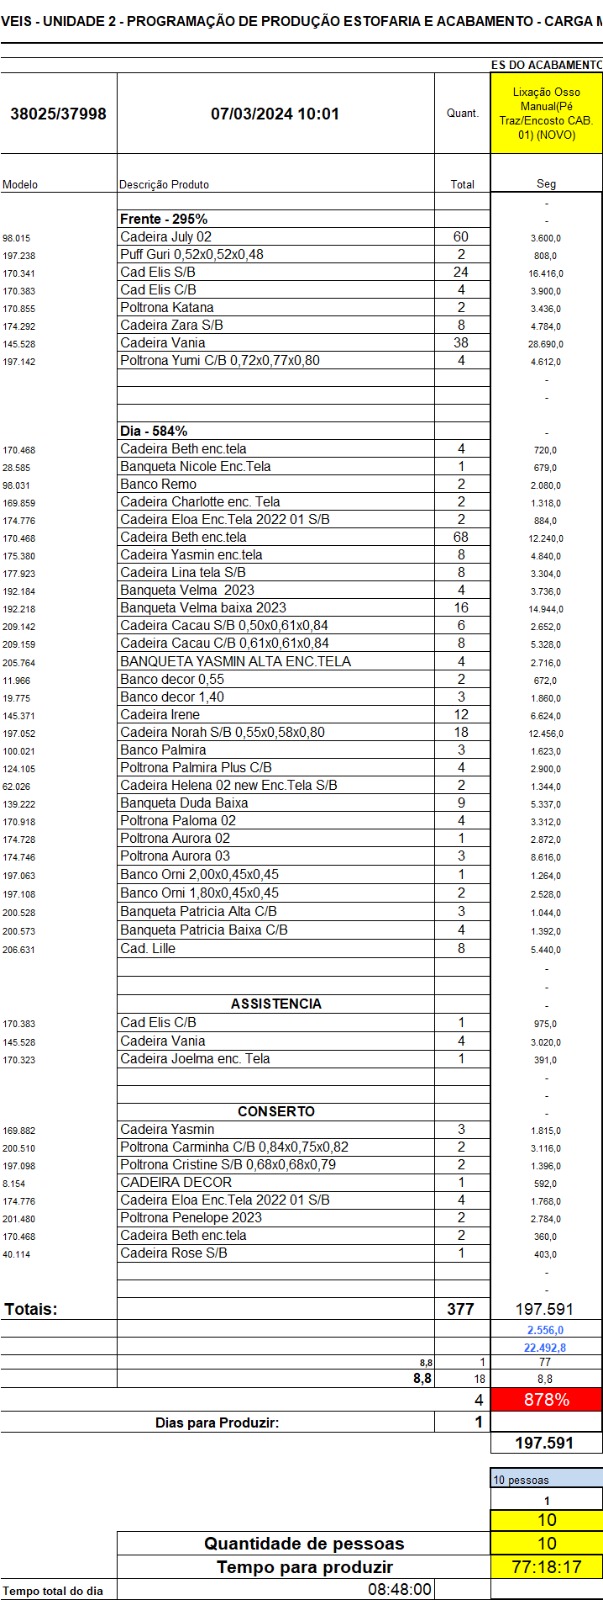 VEIS - UNIDADE 2 - PROGRAMAÇÃO DE PRODUÇÃO ESTOFARIA E ACABAMENTO - CARGA M
ES DO ACABAMENTO
38025/37998 07/03/2024 10:01 Quant. Lixação Osso Manual(Pé Traz/Encosto CAB. 01) (NOVO)
Modelo Descrição Produto Total Seg
-
Frente - 295% -
98.015 Cadeira July 02 60 3.600,0
197.238 Puff Guri 0,52x0,52x0,48 2 808,0
170.341 Cad Elis S/B 24 16.416,0
170.383 Cad Elis C/B 4 3.900,0
170.855 Poltrona Katana 2 3.436,0
174.292 Cadeira Zara S/B 8 4.784,0
145.528 Cadeira Vania 38 28.690,0
197.142 Poltrona Yumi C/B 0,72x0,77x0,80 4 4.612,0
-
-
Dia - 584% -
170.468 Cadeira Beth enc.tela 4 720,0
28.585 Banqueta Nicole Enc.Tela 1 679,0
98.031 Banco Remo 2 2.080,0
169.859 Cadeira Charlotte enc. Tela 2 1.318,0
174.776 Cadeira Eloa Enc.Tela 2022 01 S/B 2 884,0
170.468 Cadeira Beth enc.tela 68 12.240,0
175.380 Cadeira Yasmin enc.tela 8 4.840,0
177.923 Cadeira Lina tela S/B 8 3.304,0
192.184 Banqueta Velma 2023 4 3.736,0
192.218 Banqueta Velma baixa 2023 16 14.944,0
209.142 Cadeira Cacau S/B 0,50x0,61x0,84 6 2.652,0
209.159 Cadeira Cacau C/B 0,61x0,61x0,84 8 5.328,0
205.764 BANQUETA YASMIN ALTA ENC.TELA 4 2.716,0
11.966 Banco decor 0,55 2 672,0
19.775 Banco decor 1,40 3 1.860,0
145.371 Cadeira Irene 12 6.624,0
197.052 Cadeira Norah S/B 0,55x0,58x0,80 18 12.456,0
100.021 Banco Palmira 3 1.623,0
124.105 Poltrona Palmira Plus C/B 4 2.900,0
62.026 Cadeira Helena 02 new Enc.Tela S/B 2 1.344,0
139.222 Banqueta Duda Baixa 9 5.337,0
170.918 Poltrona Paloma 02 4 3.312,0
174.728 Poltrona Aurora 02 1 2.872,0
174.746 Poltrona Aurora 03 3 8.616,0
197.063 Banco Orni 2,00x0,45x0,45 1 1.264,0
197.108 Banco Orni 1,80x0,45x0,45 2 2.528,0
200.528 Banqueta Patricia Alta C/B 3 1.044,0
200.573 Banqueta Patricia Baixa C/B 4 1.392,0
206.631 Cad. Lille 8 5.440,0
-
-
ASSISTENCIA -
170.383 Cad Elis C/B 1 975,0
145.528 Cadeira Vania 4 3.020,0
170.323 Cadeira Joelma enc. Tela 1 391,0
-
-
CONSERTO -
169.882 Cadeira Yasmin 3 1.815,0
200.510 Poltrona Carminha C/B 0,84x0,75x0,82 2 3.116,0
197.098 Poltrona Cristine S/B 0,68x0,68x0,79 2 1.396,0
8.154 CADEIRA DECOR 1 592,0
174.776 Cadeira Eloa Enc.Tela 2022 01 S/B 4 1.768,0
201.480 Poltrona Penelope 2023 2 2.784,0
170.468 Cadeira Beth enc.tela 2 360,0
40.114 Cadeira Rose S/B 1 403,0
-
-
Totais: 377 197.591
2.556,0
22.492,8
8,8 1 77
8,8 18 8,8
4 878%
Dias para Produzir: 1
197.591
10 pessoas
1
10
Quantidade de pessoas 10
Tempo para produzir 77:18:17
Tempo total do dia 08:48:00